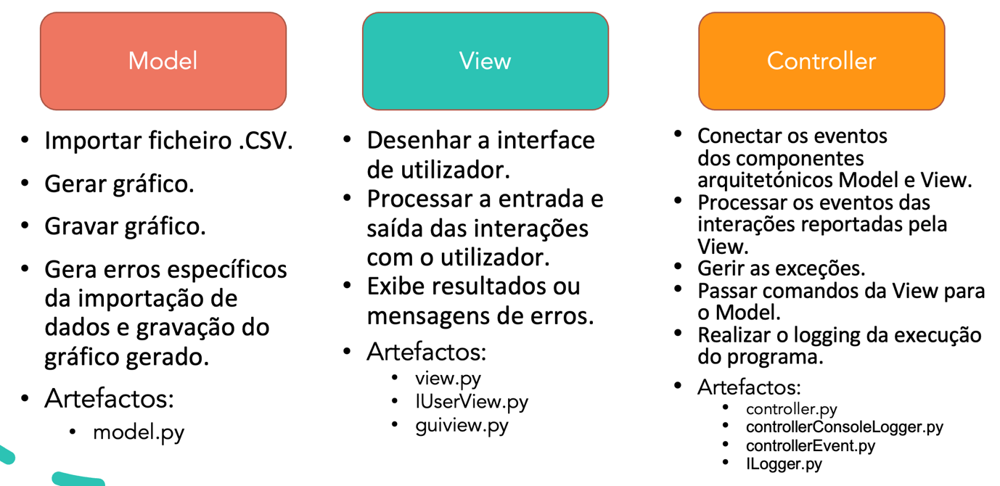 Model
• Importar ficheiro .CSV.
• Gerar gráfico.
• Gravar gráfico.
• Gera erros específicos
da importação de
dados e gravação do
gráfico gerado.
• Artefactos:
• model.py
View
• Desenhar a interface
de utilizador.
• Processar a entrada e
saída das interações
com o utilizador.
• Exibe resultados ou
mensagens de erros.
• Artefactos:
• view.py
• IUserView.py
• guiview.py
Controller
• Conectar os eventos
dos componentes
arquitetónicos Model e View.
• Processar os eventos das
interações reportadas pela
View.
• Gerir as exceções.
• Passar comandos da View para
o Model.
• Realizar o logging da execução
do programa.
• Artefactos:
• controller.py
• controllerConsoleLogger.py
• controllerEvent.py
• ILogger.py